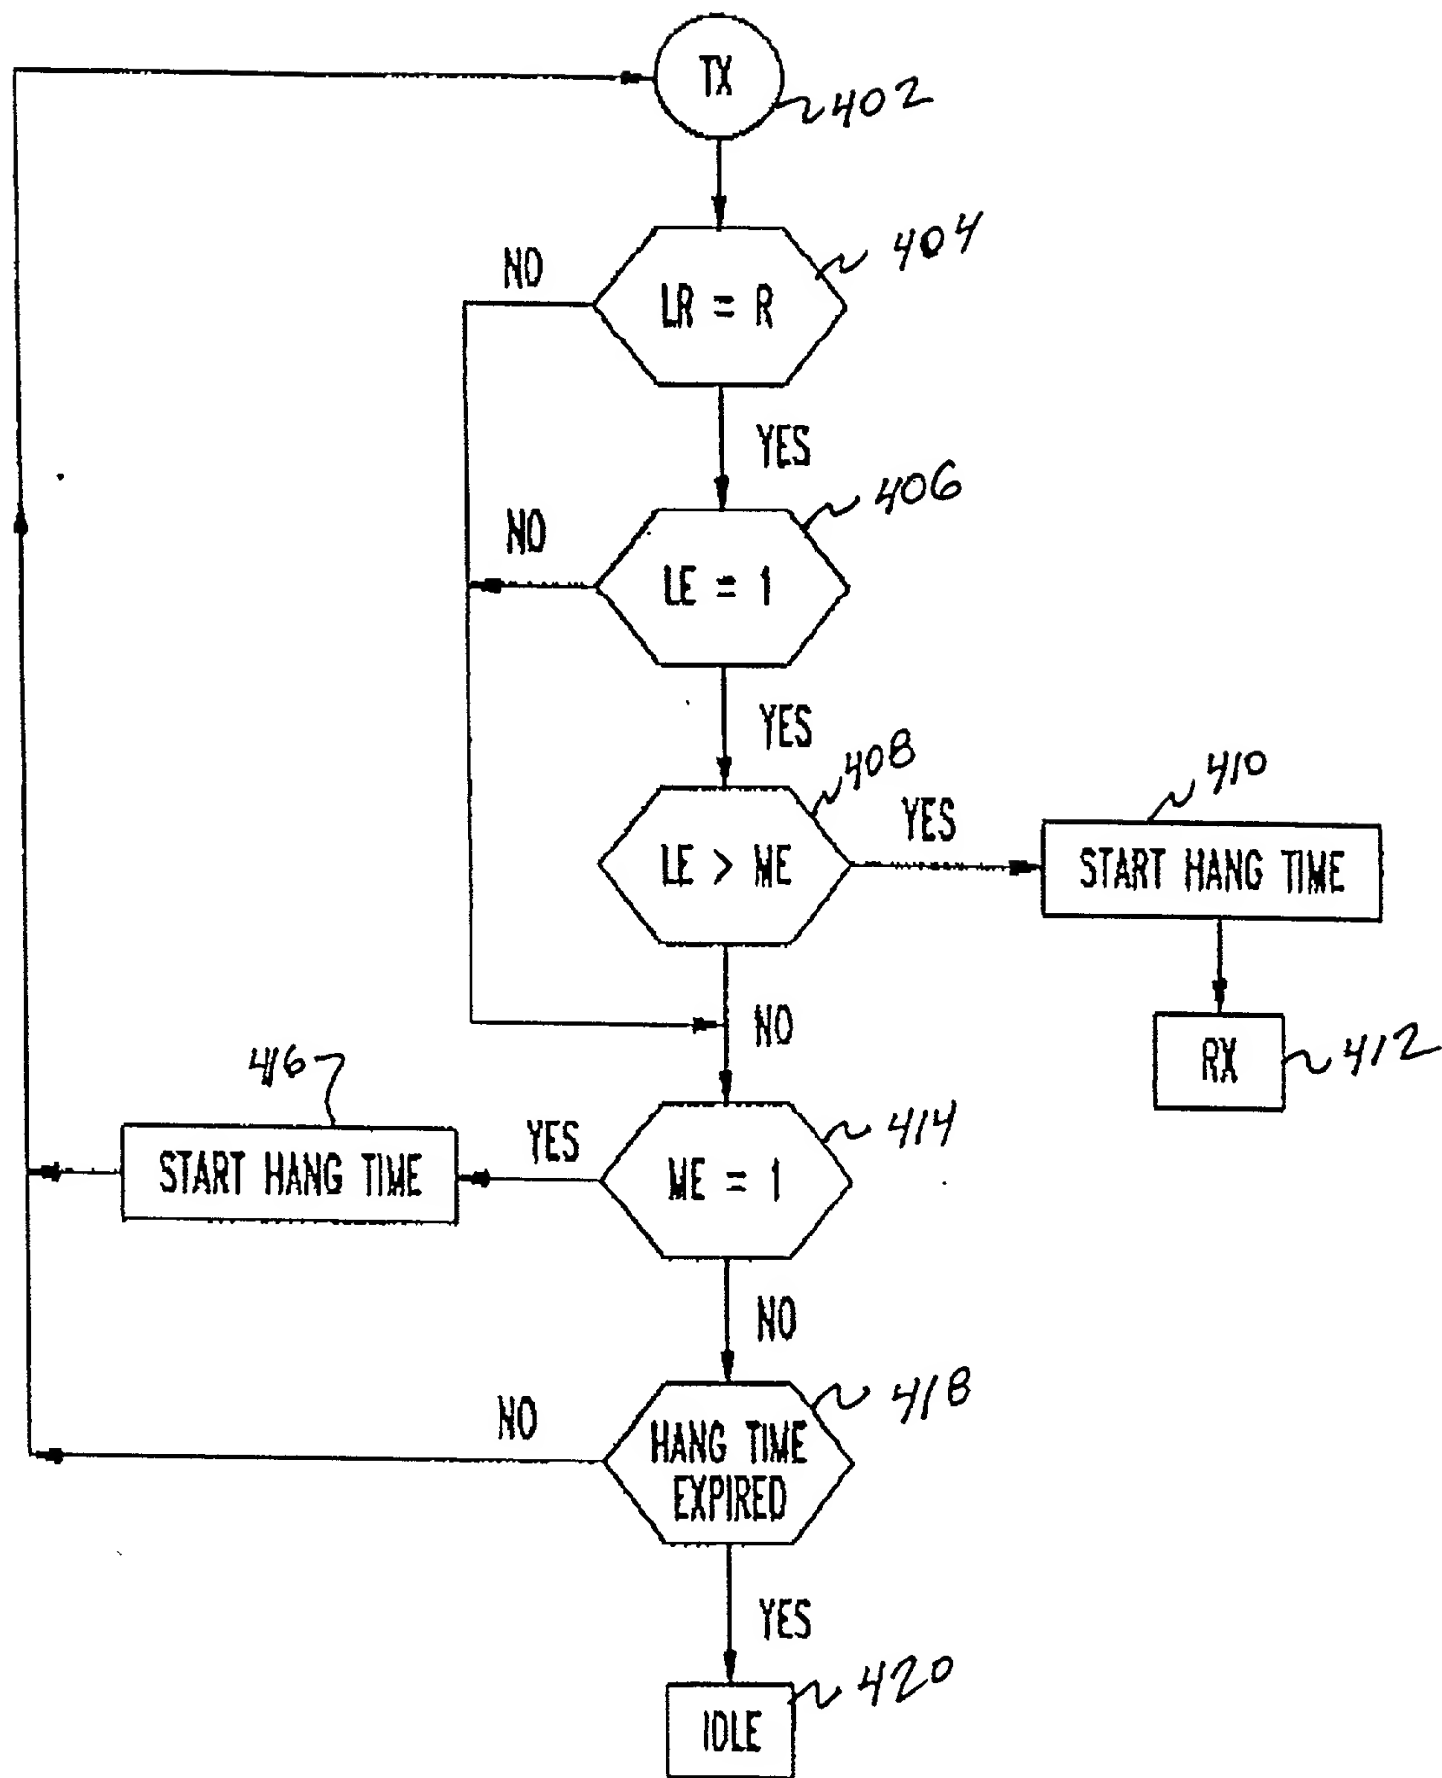 TX
402
404
NO
LR = R
YES
406
NO
LE = 1
YES
408
410
YES
LE > ME
START HANG TIME
NO
RX
412
416
414
YES
START HANG TIME
ME = 1
NO
418
NO
HANG TIME
EXPIRED
YES
420
IDLE